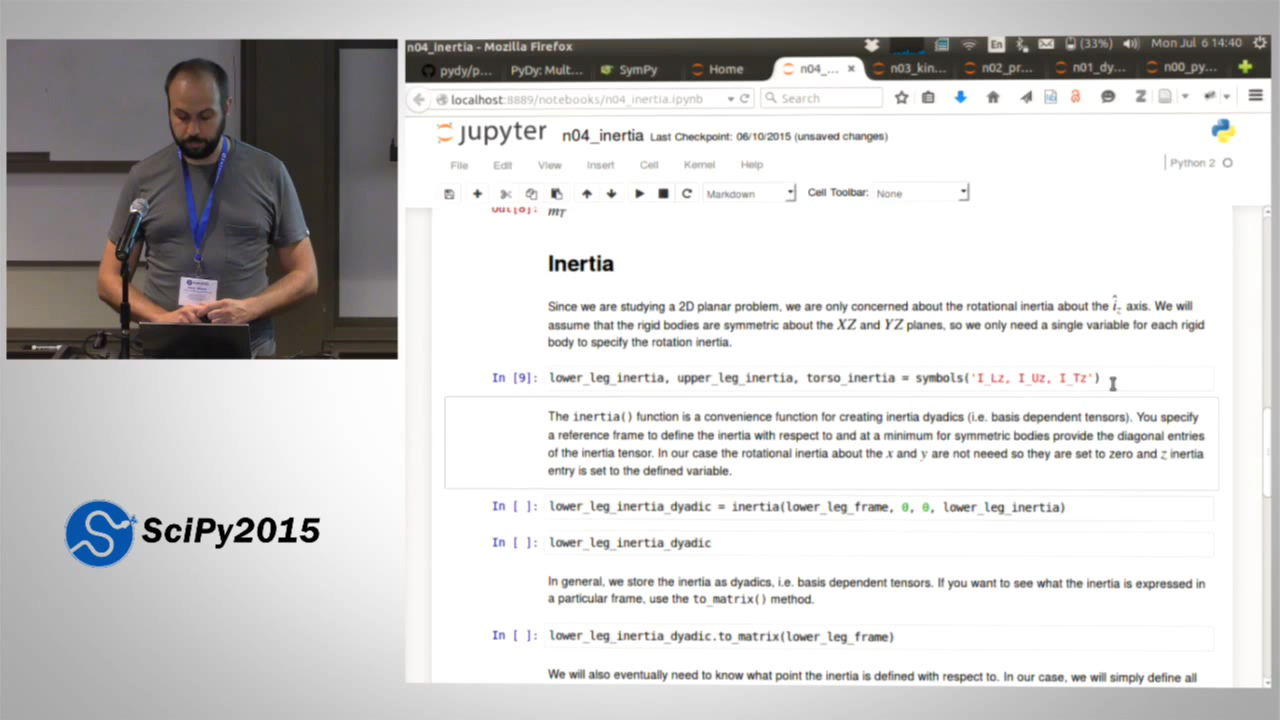 n04_inertia - Mozilla Firefox
En
(33%)
Mon Jul 6 14:40
pydy/p...
PyDy: Mult...
SymPy
Home
n04_...
n03_kin...
n02_pr...
n01_dy...
n00_py...
localhost:8889/notebooks/n04_inertia.ipynb
Search
jupyter n04_inertia Last Checkpoint: 06/10/2015 (unsaved changes)
File Edit View Insert Cell Kernel Help
Python 2
Markdown
Cell Toolbar: None
Out[8]: m_T
Inertia
Since we are studying a 2D planar problem, we are only concerned about the rotational inertia about the î_z axis. We will
assume that the rigid bodies are symmetric about the XZ and YZ planes, so we only need a single variable for each rigid
body to specify the rotation inertia.
In [9]: lower_leg_inertia, upper_leg_inertia, torso_inertia = symbols('I_Lz, I_Uz, I_Tz')
The inertia() function is a convenience function for creating inertia dyadics (i.e. basis dependent tensors). You specify
a reference frame to define the inertia with respect to and at a minimum for symmetric bodies provide the diagonal entries
of the inertia tensor. In our case the rotational inertia about the x and y are not neeed so they are set to zero and z inertia
entry is set to the defined variable.
In [ ]: lower_leg_inertia_dyadic = inertia(lower_leg_frame, 0, 0, lower_leg_inertia)
In [ ]: lower_leg_inertia_dyadic
In general, we store the inertia as dyadics, i.e. basis dependent tensors. If you want to see what the inertia is expressed in
a particular frame, use the to_matrix() method.
In [ ]: lower_leg_inertia_dyadic.to_matrix(lower_leg_frame)
We will also eventually need to know what point the inertia is defined with respect to. In our case, we will simply define all
SciPy2015